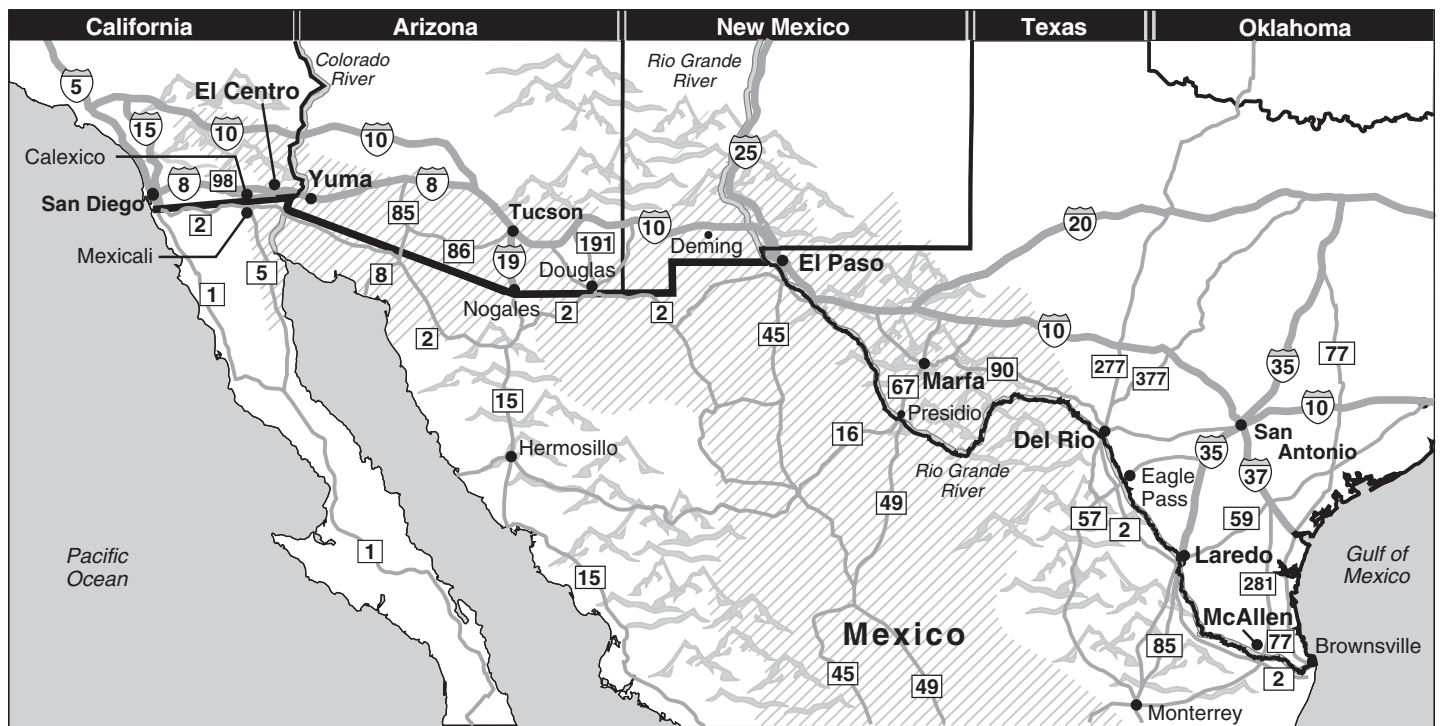 California Arizona New Mexico Texas Oklahoma
Colorado
River
Rio Grande
River
5
El Centro
15
10
10
25
Calexico
8
98
Yuma
8
San Diego
2
85
Tucson
20
86
191
10
Deming
Mexicali
19
Douglas
El Paso
5
8
1
Nogales
2
2
2
45
10
277
377
35
77
67
Marfa
90
15
Presidio
10
16
Del Rio
San
Antonio
Hermosillo
35
Rio Grande
River
Eagle
Pass
37
49
57
2
59
Pacific
Ocean
1
15
Laredo
Gulf of
Mexico
281
McAllen
Mexico
85
77
Brownsville
45
49
2
Monterrey